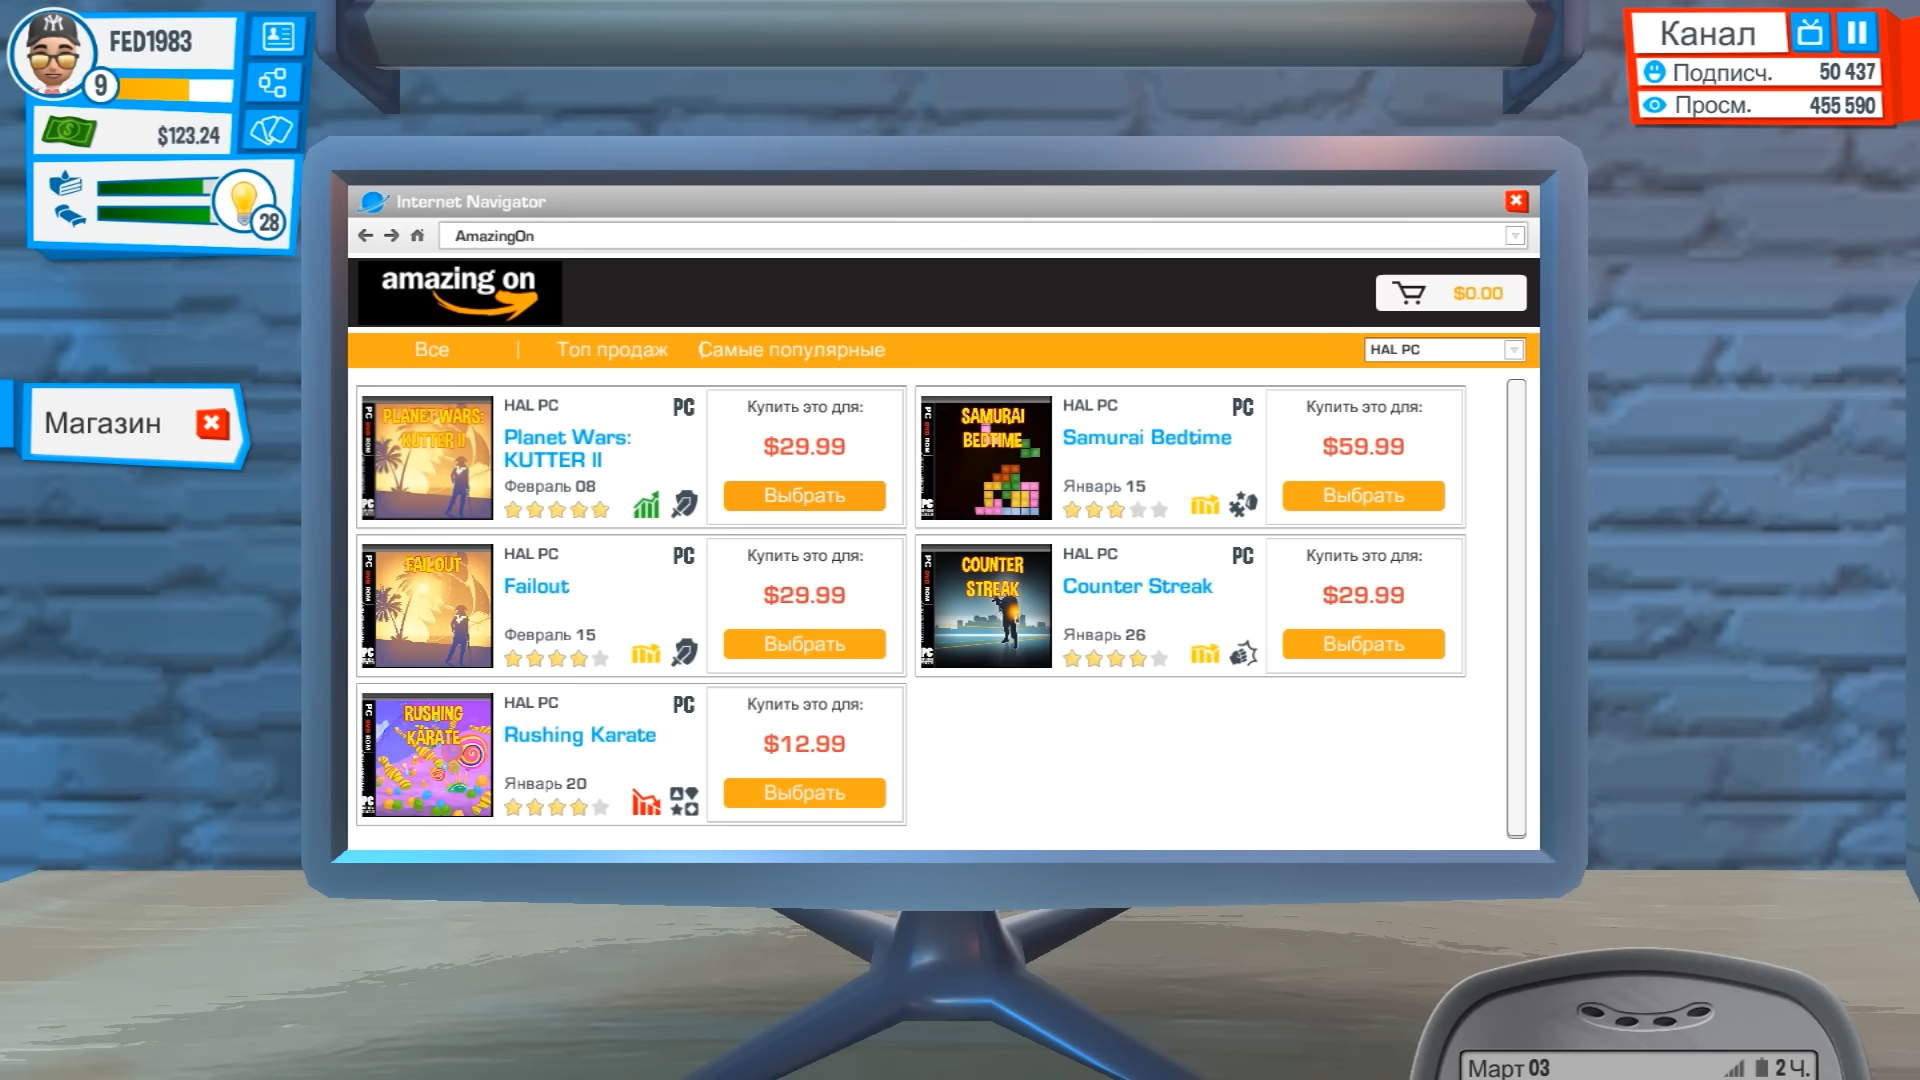 FED1983
9
$123.24
28
Канал
Подписч. 50 437
Просм. 455 590
Магазин
Internet Navigator
AmazingOn
amazing on
$0.00
Все | Топ продаж Самые популярные
HAL PC
PLANET WARS:
KUTTER II
HAL PC PC
Planet Wars:
KUTTER II
Февраль 08
Купить это для:
$29.99
Выбрать
SAMURAI
BEDTIME
HAL PC PC
Samurai Bedtime
Январь 15
Купить это для:
$59.99
Выбрать
FAILOUT
HAL PC PC
Failout
Февраль 15
Купить это для:
$29.99
Выбрать
COUNTER
STREAK
HAL PC PC
Counter Streak
Январь 26
Купить это для:
$29.99
Выбрать
RUSHING
KARATE
HAL PC PC
Rushing Karate
Январь 20
Купить это для:
$12.99
Выбрать
Март 03 2 Ч.